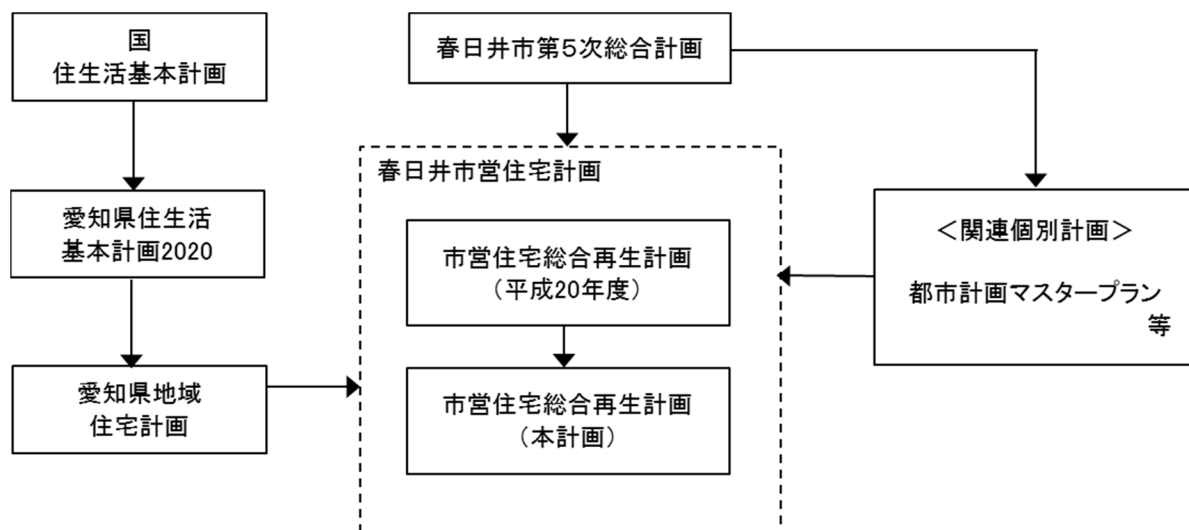 国
住生活基本計画
春日井市第5次総合計画
春日井市営住宅計画
愛知県住生活
基本計画2020
市営住宅総合再生計画
（平成20年度）
＜関連個別計画＞
都市計画マスタープラン
等
愛知県地域
住宅計画
市営住宅総合再生計画
（本計画）